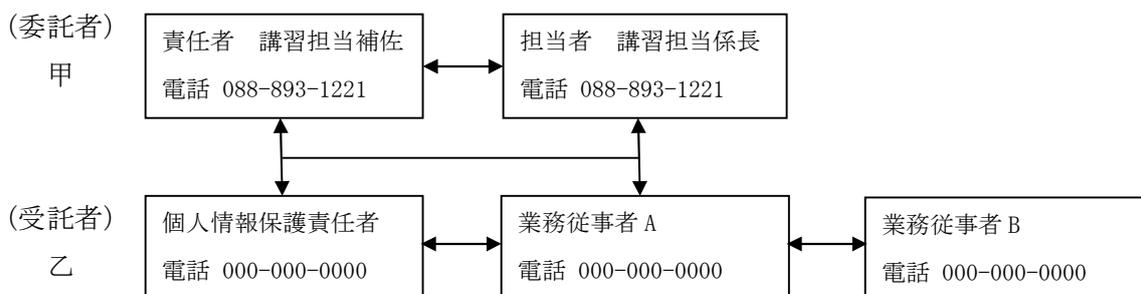 (委託者)
甲
責任者　講習担当補佐
電話 088-893-1221
担当者　講習担当係長
電話 088-893-1221
(受託者)
乙
個人情報保護責任者
電話 000-000-0000
業務従事者 A
電話 000-000-0000
業務従事者 B
電話 000-000-0000